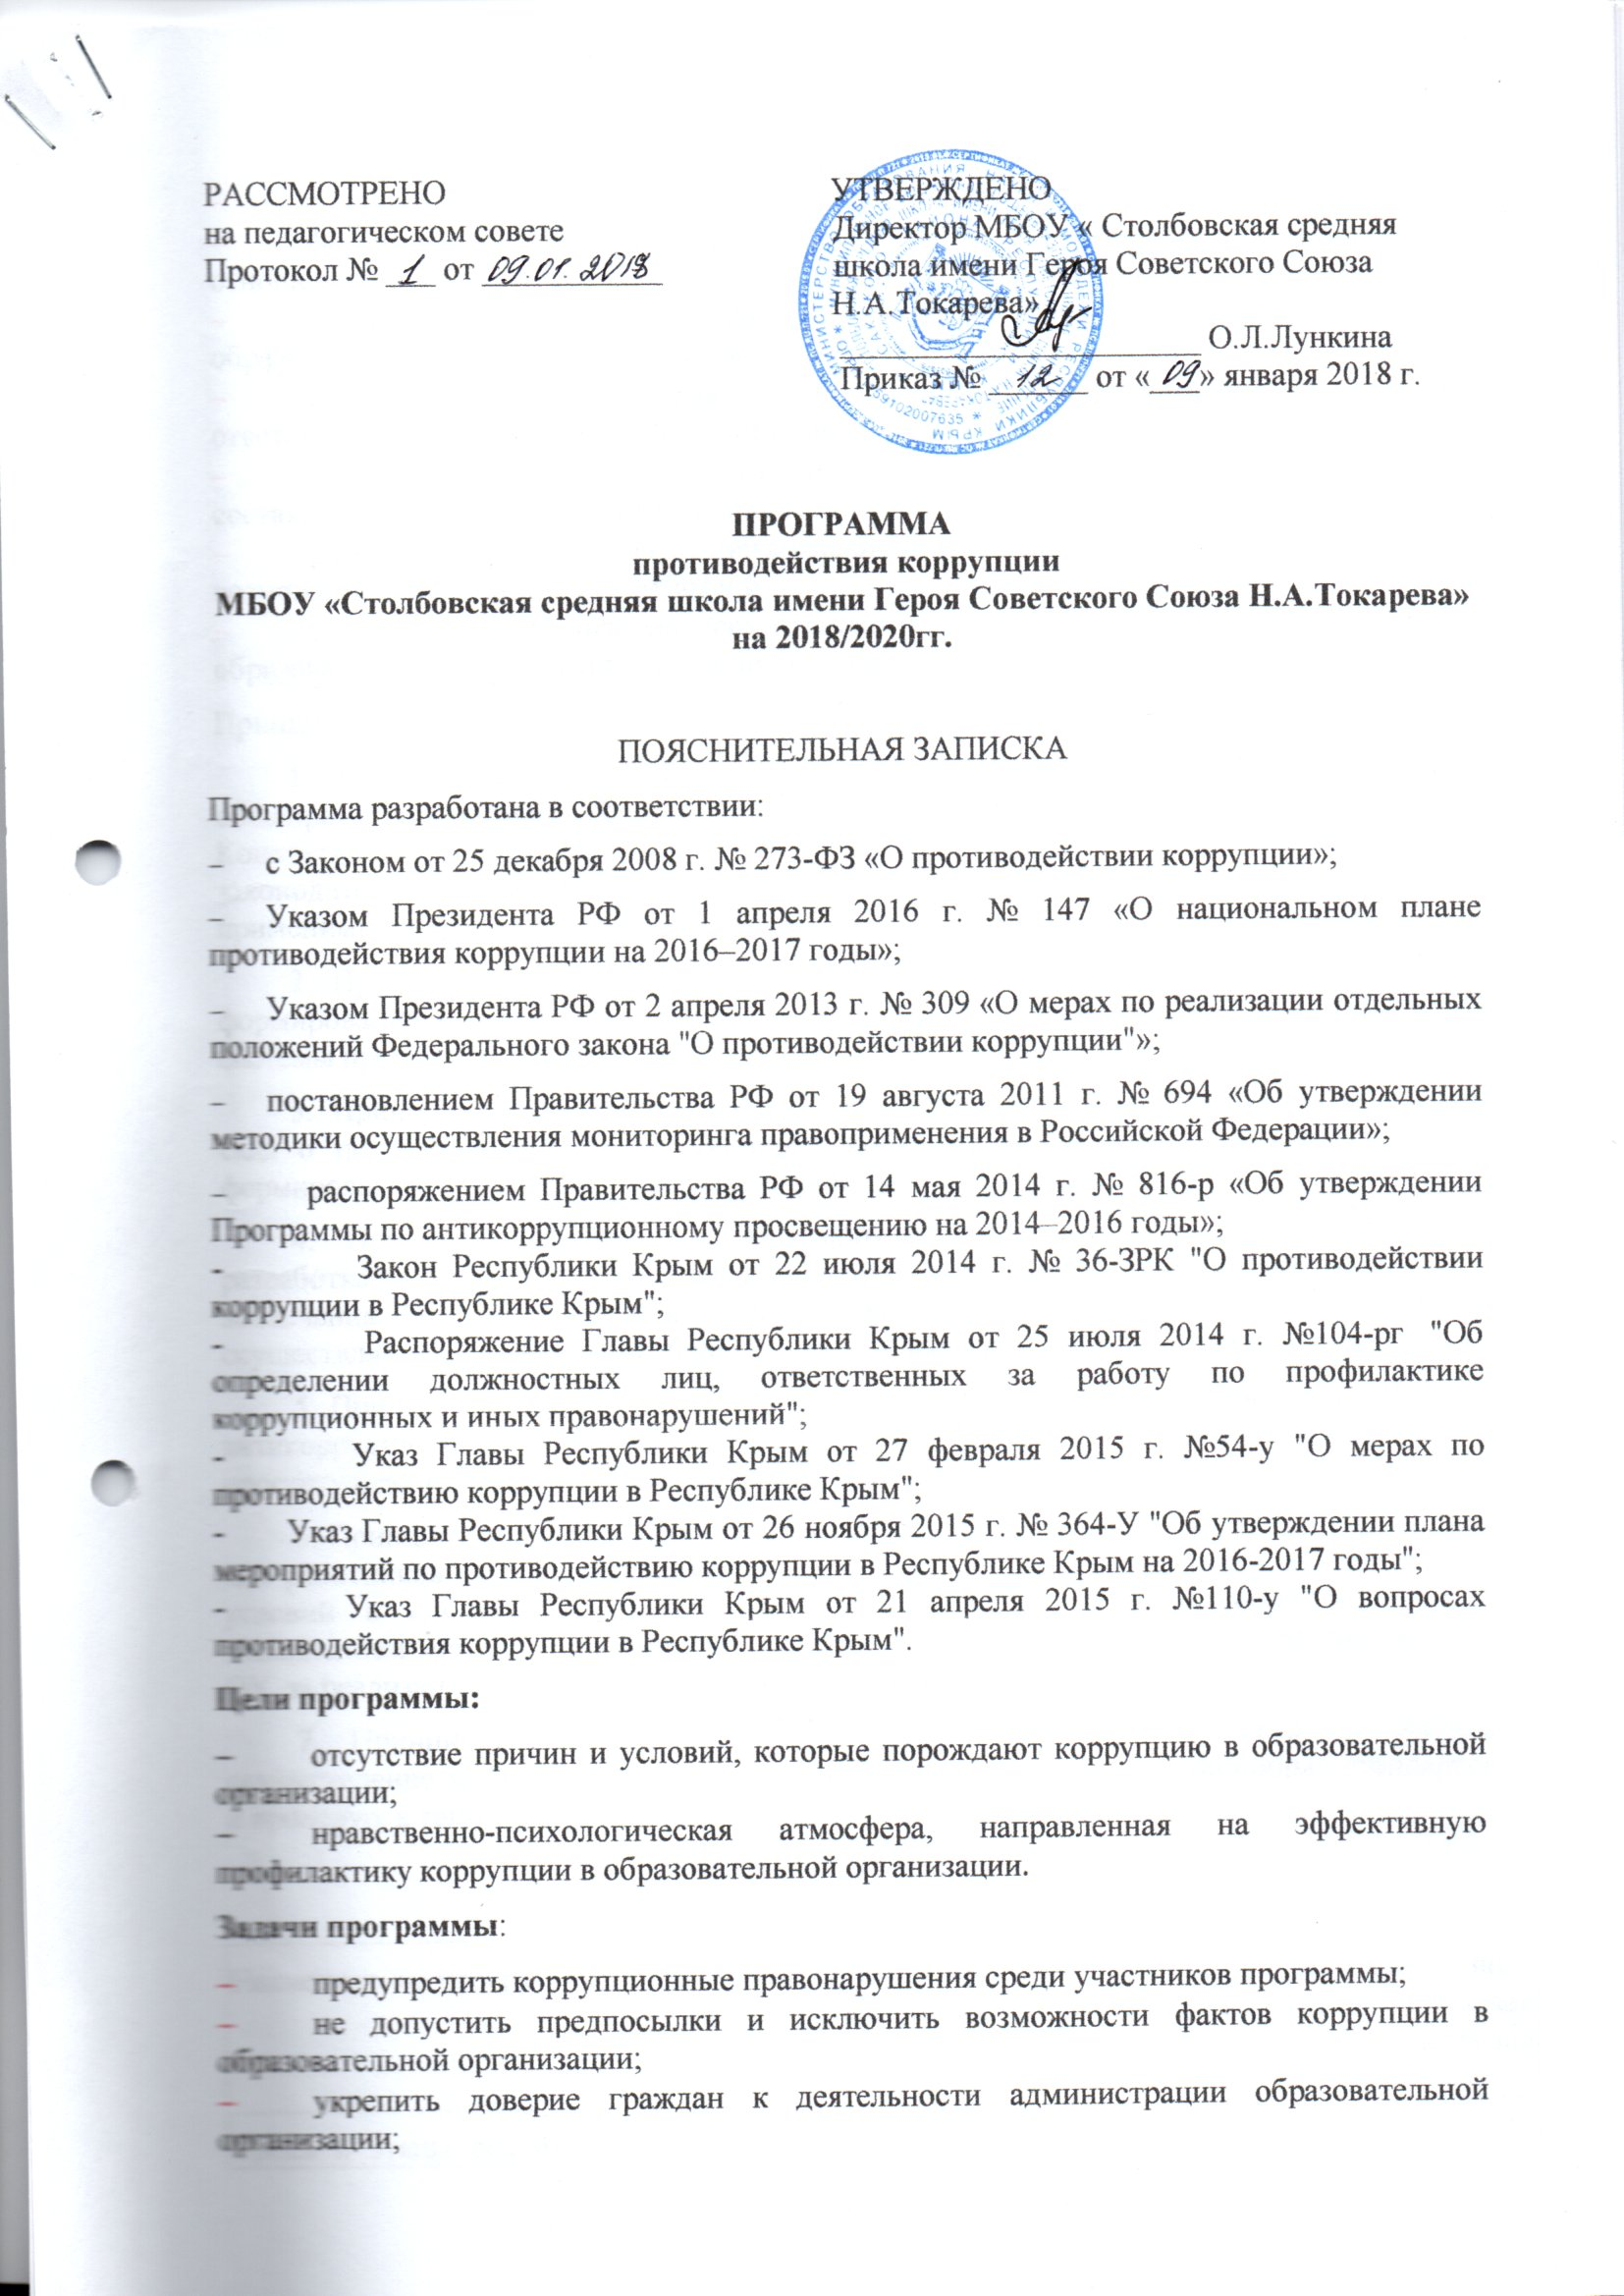 РАССМОТРЕНО
на педагогическом совете
Протокол № 1 от 09.01.2018
УТВЕРЖДЕНО
Директор МБОУ « Столбовская средняя
школа имени Героя Советского Союза
Н.А.Токарева»
О.Л.Лункина
Приказ № 12 от «09» января 2018 г.
ПРОГРАММА
противодействия коррупции
МБОУ «Столбовская средняя школа имени Героя Советского Союза Н.А.Токарева»
на 2018/2020гг.
ПОЯСНИТЕЛЬНАЯ ЗАПИСКА
Программа разработана в соответствии:
– с Законом от 25 декабря 2008 г. № 273-ФЗ «О противодействии коррупции»;
– Указом Президента РФ от 1 апреля 2016 г. № 147 «О национальном плане
противодействия коррупции на 2016–2017 годы»;
– Указом Президента РФ от 2 апреля 2013 г. № 309 «О мерах по реализации отдельных
положений Федерального закона "О противодействии коррупции"»;
– постановлением Правительства РФ от 19 августа 2011 г. № 694 «Об утверждении
методики осуществления мониторинга правоприменения в Российской Федерации»;
– распоряжением Правительства РФ от 14 мая 2014 г. № 816-р «Об утверждении
Программы по антикоррупционному просвещению на 2014–2016 годы»;
- Закон Республики Крым от 22 июля 2014 г. № 36-ЗРК "О противодействии
коррупции в Республике Крым";
- Распоряжение Главы Республики Крым от 25 июля 2014 г. №104-рг "Об
определении должностных лиц, ответственных за работу по профилактике
коррупционных и иных правонарушений";
- Указ Главы Республики Крым от 27 февраля 2015 г. №54-у "О мерах по
противодействию коррупции в Республике Крым";
- Указ Главы Республики Крым от 26 ноября 2015 г. № 364-У "Об утверждении плана
мероприятий по противодействию коррупции в Республике Крым на 2016-2017 годы";
- Указ Главы Республики Крым от 21 апреля 2015 г. №110-у "О вопросах
противодействия коррупции в Республике Крым".
Цели программы:
– отсутствие причин и условий, которые порождают коррупцию в образовательной
организации;
– нравственно-психологическая атмосфера, направленная на эффективную
профилактику коррупции в образовательной организации.
Задачи программы:
– предупредить коррупционные правонарушения среди участников программы;
– не допустить предпосылки и исключить возможности фактов коррупции в
образовательной организации;
– укрепить доверие граждан к деятельности администрации образовательной
организации;